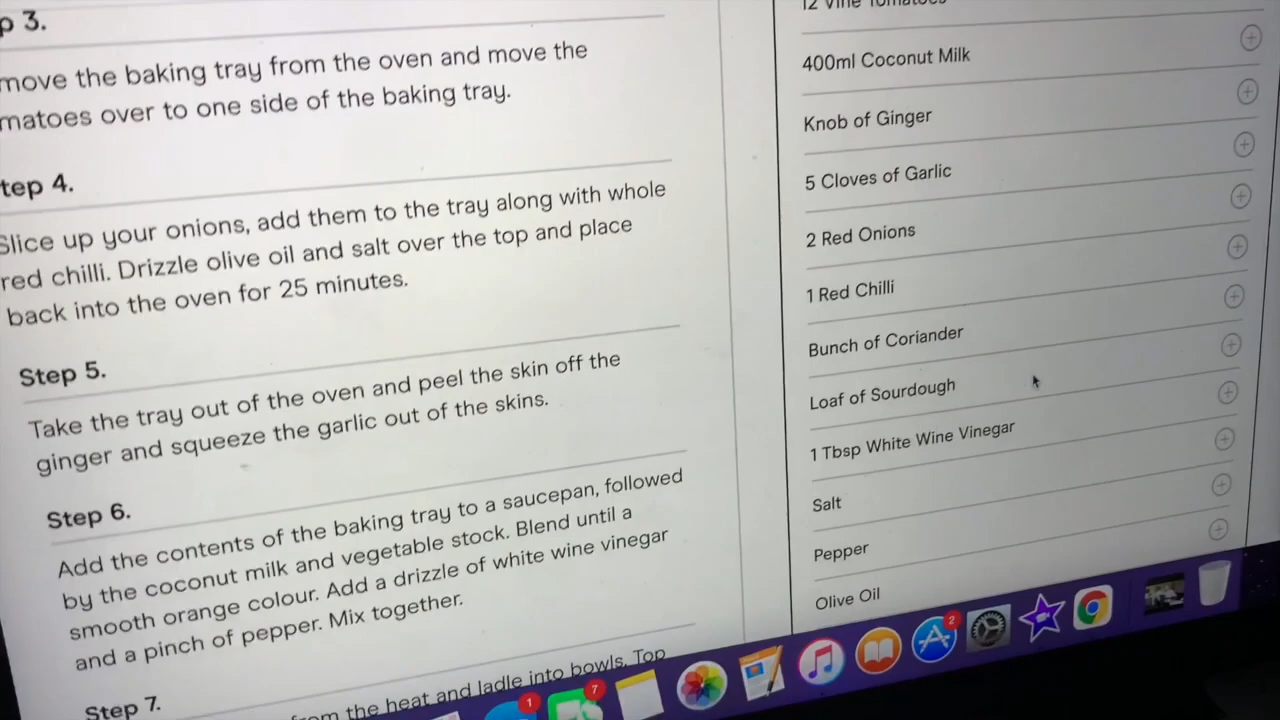 p 3.
move the baking tray from the oven and move the
matoes over to one side of the baking tray.
tep 4.
Slice up your onions, add them to the tray along with whole
red chilli. Drizzle olive oil and salt over the top and place
back into the oven for 25 minutes.
Step 5.
Take the tray out of the oven and peel the skin off the
ginger and squeeze the garlic out of the skins.
Step 6.
Add the contents of the baking tray to a saucepan, followed
by the coconut milk and vegetable stock. Blend until a
smooth orange colour. Add a drizzle of white wine vinegar
and a pinch of pepper. Mix together.
Step 7.
from the heat and ladle into bowls. Top
12 Vine Tomatoes
400ml Coconut Milk
Knob of Ginger
5 Cloves of Garlic
2 Red Onions
1 Red Chilli
Bunch of Coriander
Loaf of Sourdough
1 Tbsp White Wine Vinegar
Salt
Pepper
Olive Oil
1
7
2